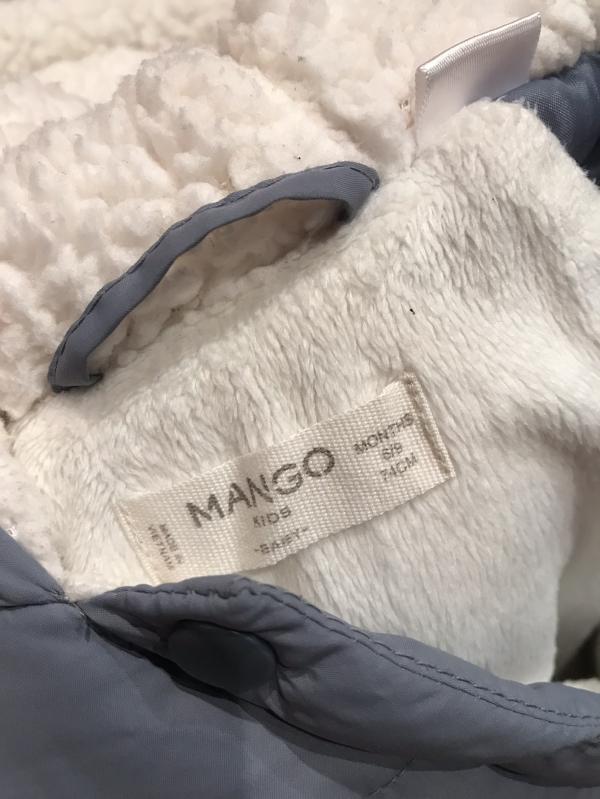 MADE IN
VIETNAM
MANGO
KIDS
-BABY-
MONTHS
6/9
74CM